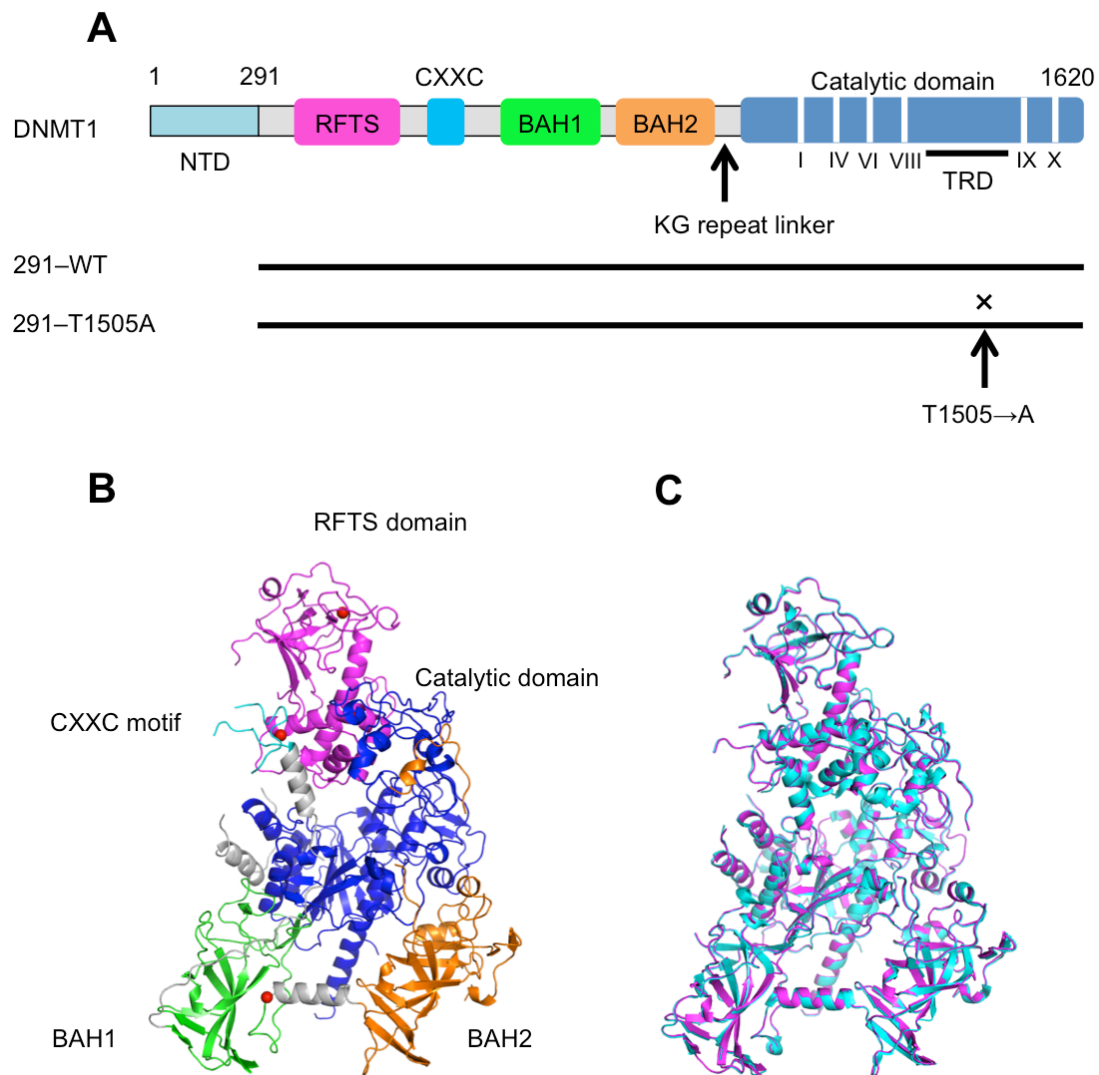 A
1 291 CXXC Catalytic domain 1620
DNMT1 RFTS BAH1 BAH2
NTD I IV VI VIII TRD IX X
KG repeat linker
291–WT
×
291–T1505A
T1505→A
B C
RFTS domain
Catalytic domain
CXXC motif
BAH1 BAH2